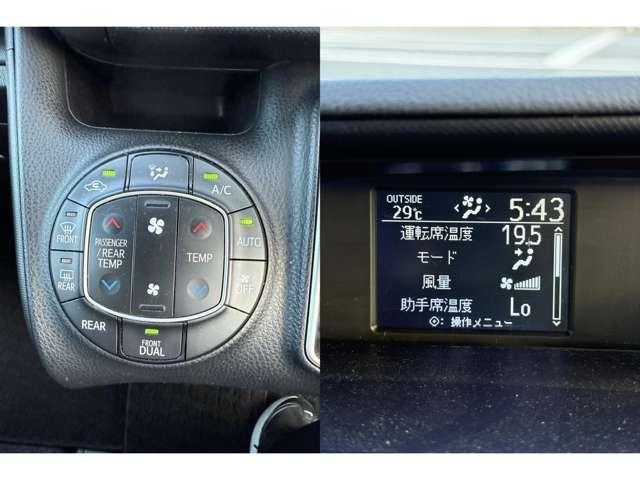 A/C
FRONT
PASSENGER
/REAR
TEMP
TEMP
AUTO
REAR
OFF
REAR
FRONT
DUAL
OUTSIDE
29℃
5:43
運転席温度 19.5
モード
風量
助手席温度 Lo
: 操作メニュー